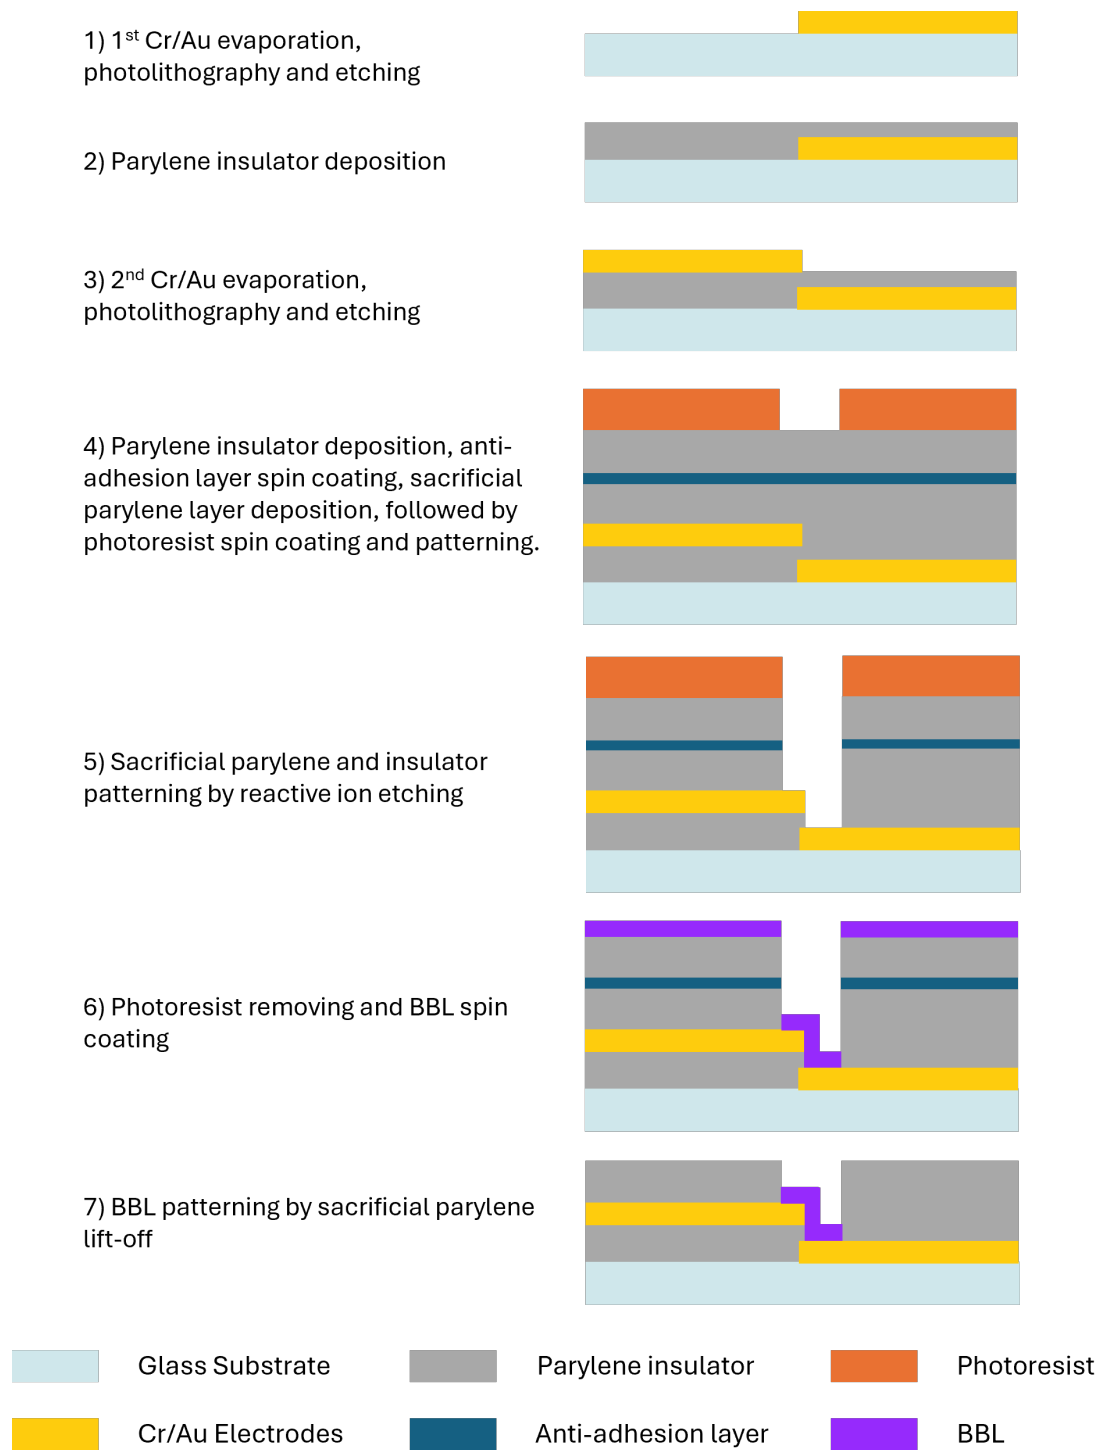 1) 1st Cr/Au evaporation,
photolithography and etching
2) Parylene insulator deposition
3) 2nd Cr/Au evaporation,
photolithography and etching
4) Parylene insulator deposition, anti-
adhesion layer spin coating, sacrificial
parylene layer deposition, followed by
photoresist spin coating and patterning.
5) Sacrificial parylene and insulator
patterning by reactive ion etching
6) Photoresist removing and BBL spin
coating
7) BBL patterning by sacrificial parylene
lift-off
Glass Substrate
Parylene insulator
Photoresist
Cr/Au Electrodes
Anti-adhesion layer
BBL